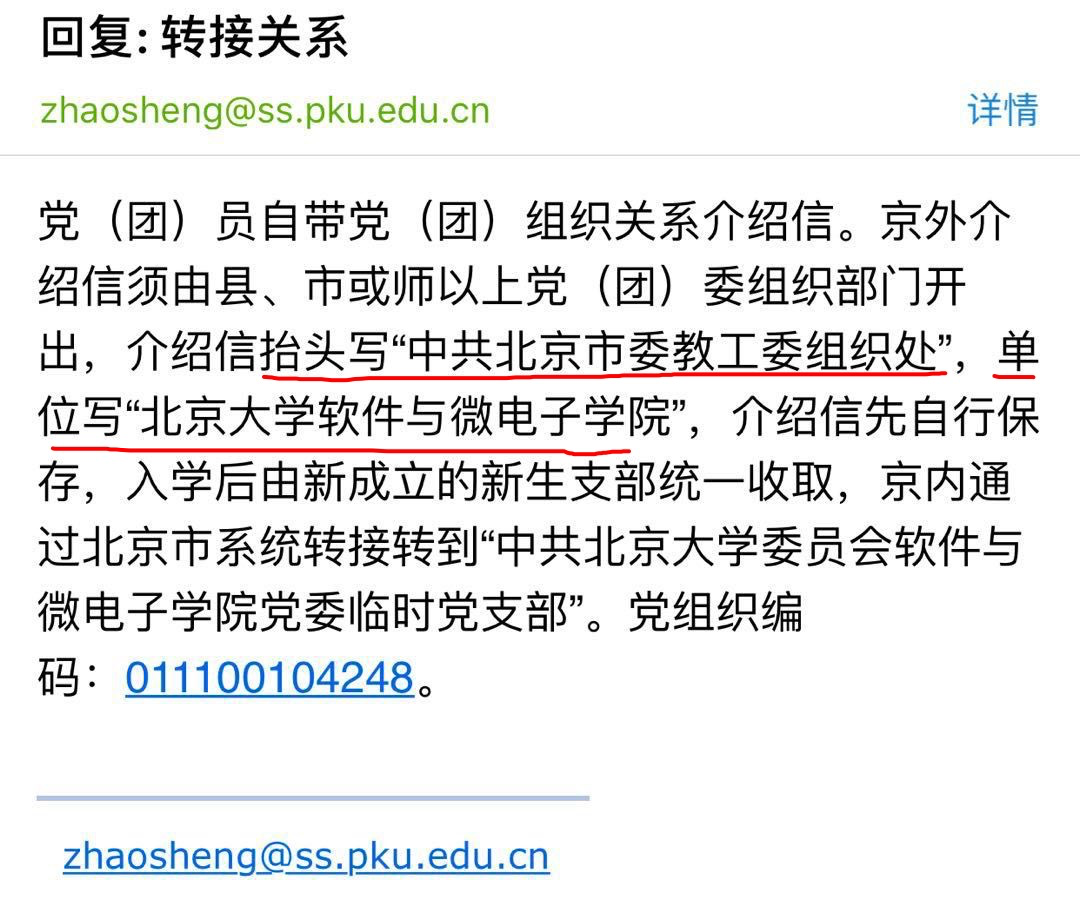 回复: 转接关系
zhaosheng@ss.pku.edu.cn
详情
党（团）员自带党（团）组织关系介绍信。京外介
绍信须由县、市或师以上党（团）委组织部门开
出，介绍信抬头写“中共北京市委教工委组织处”，单
位写“北京大学软件与微电子学院”，介绍信先自行保
存，入学后由新成立的新生支部统一收取，京内通
过北京市系统转接转到“中共北京大学委员会软件与
微电子学院党委临时党支部”。党组织编
码：011100104248。
zhaosheng@ss.pku.edu.cn